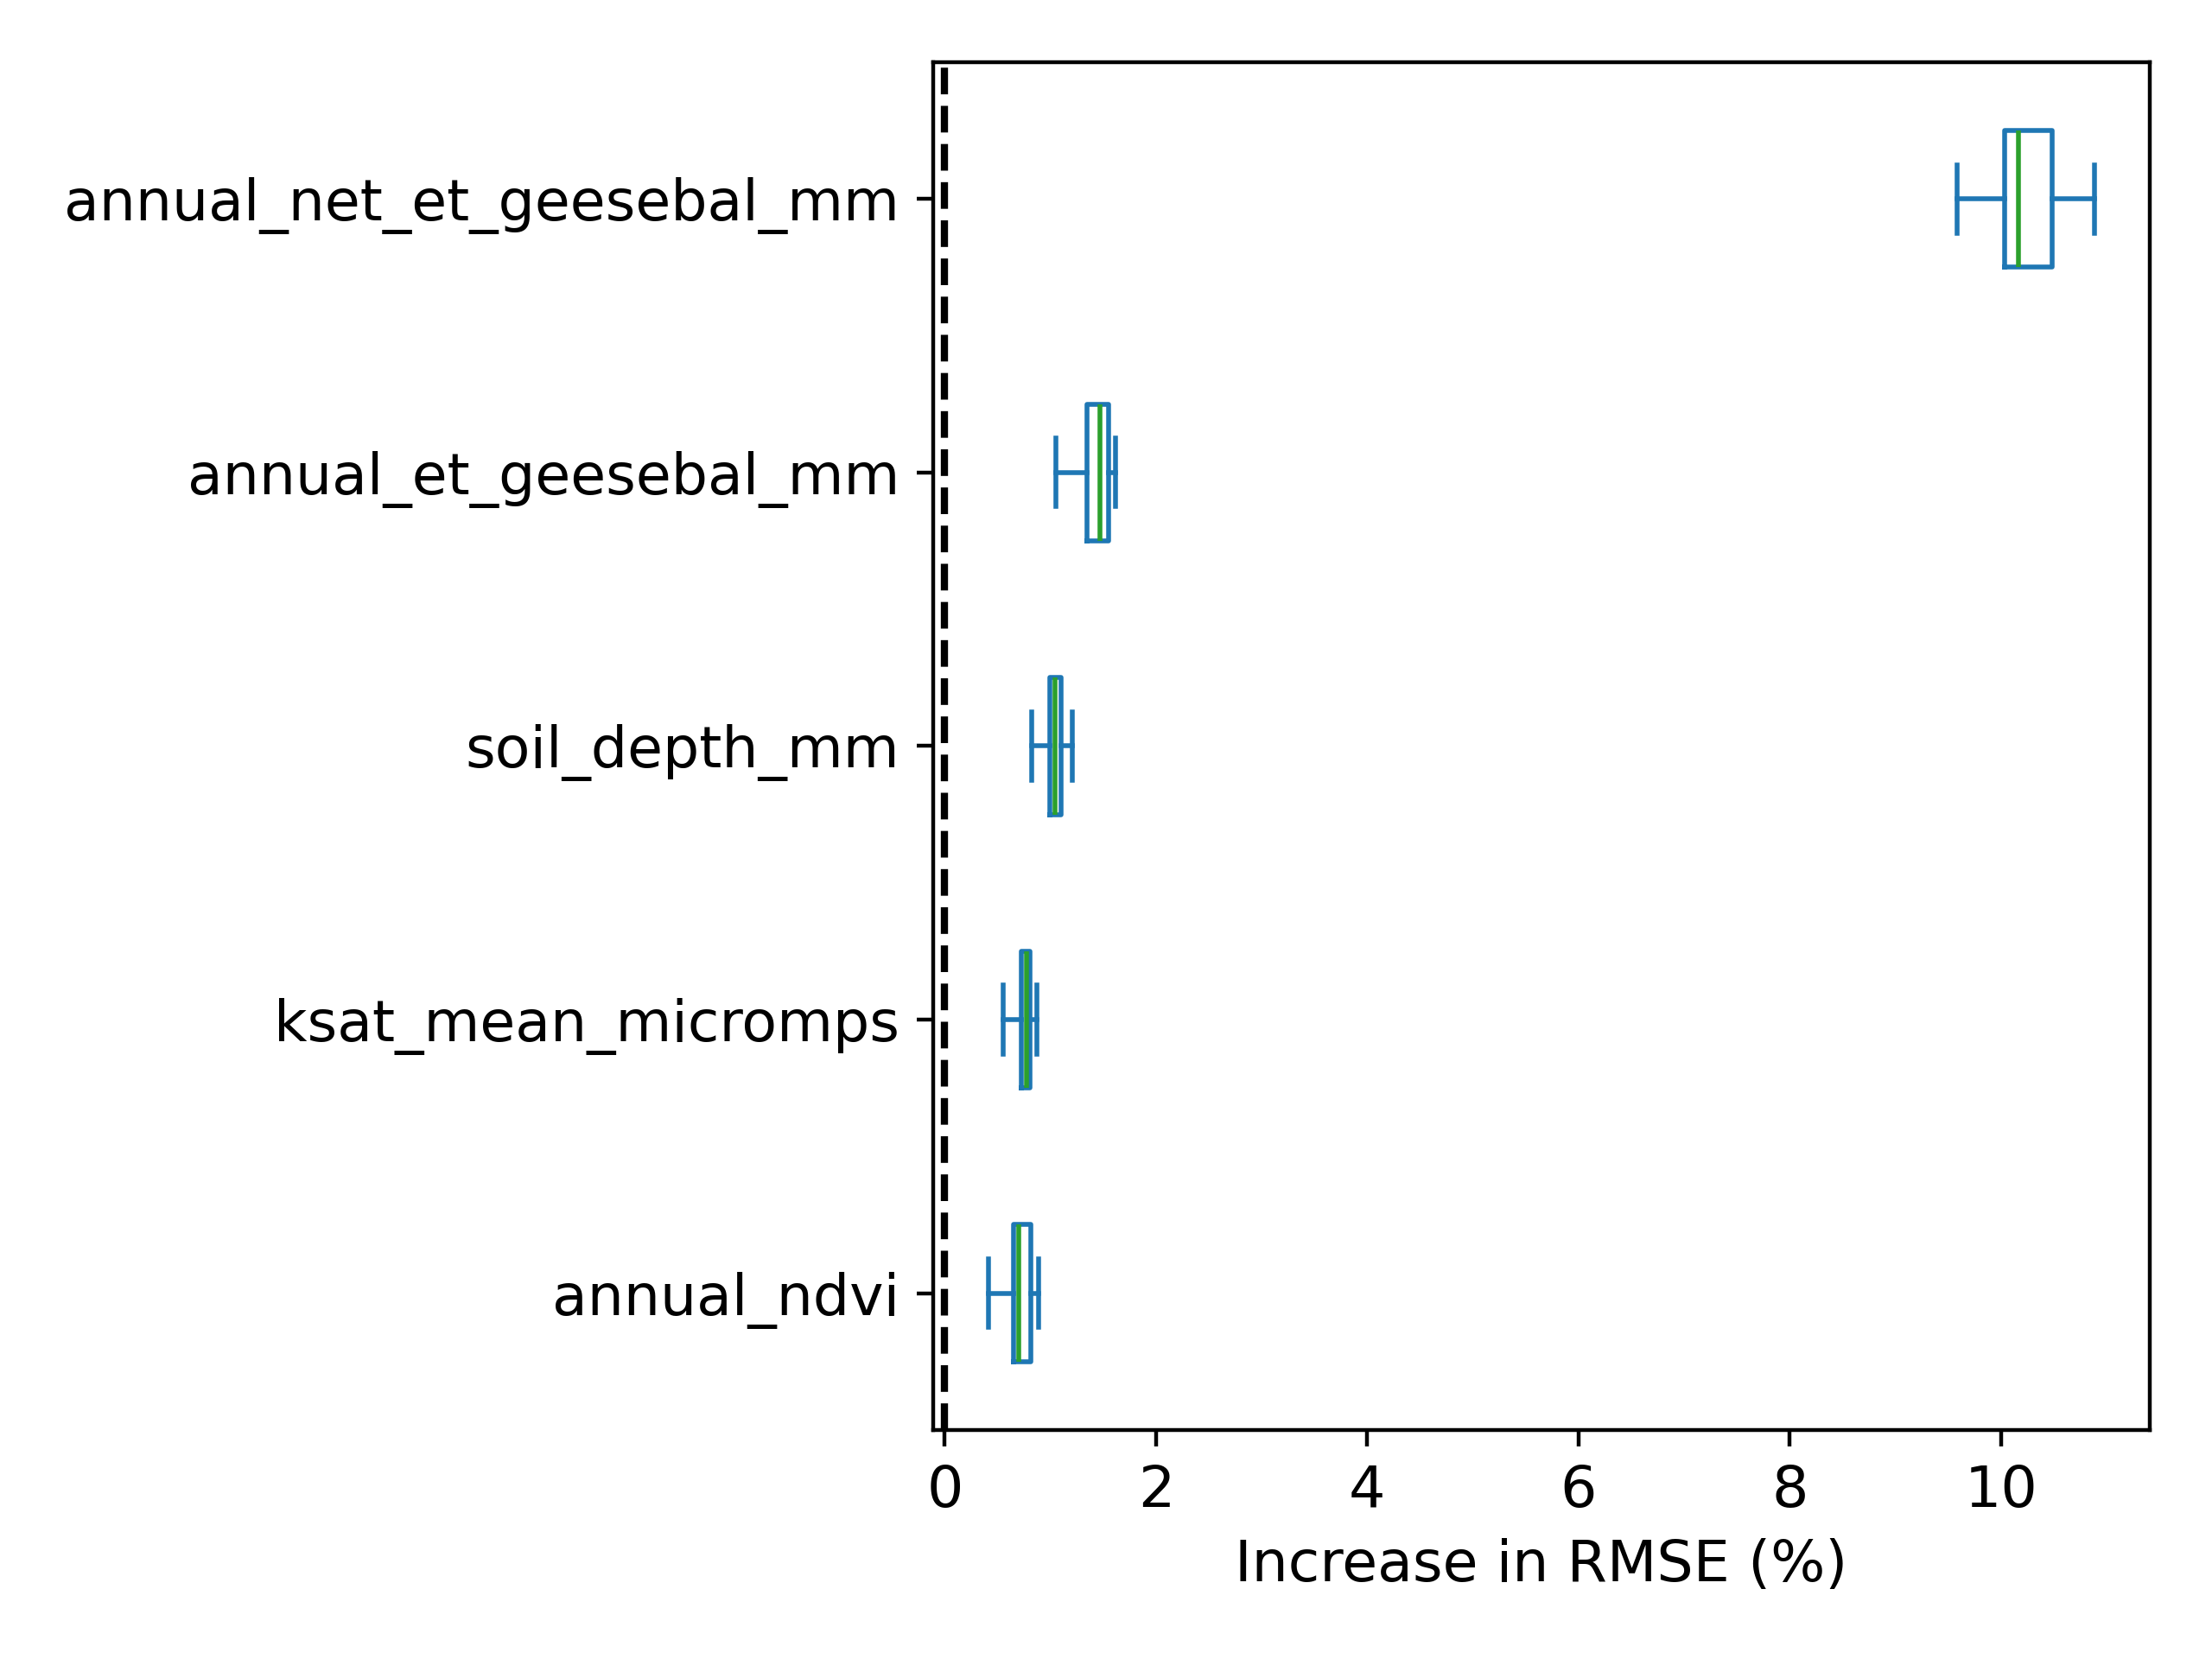 annual_net_et_geesebal_mm
annual_et_geesebal_mm
soil_depth_mm
ksat_mean_micromps
annual_ndvi
0 2 4 6 8 10
Increase in RMSE (%)